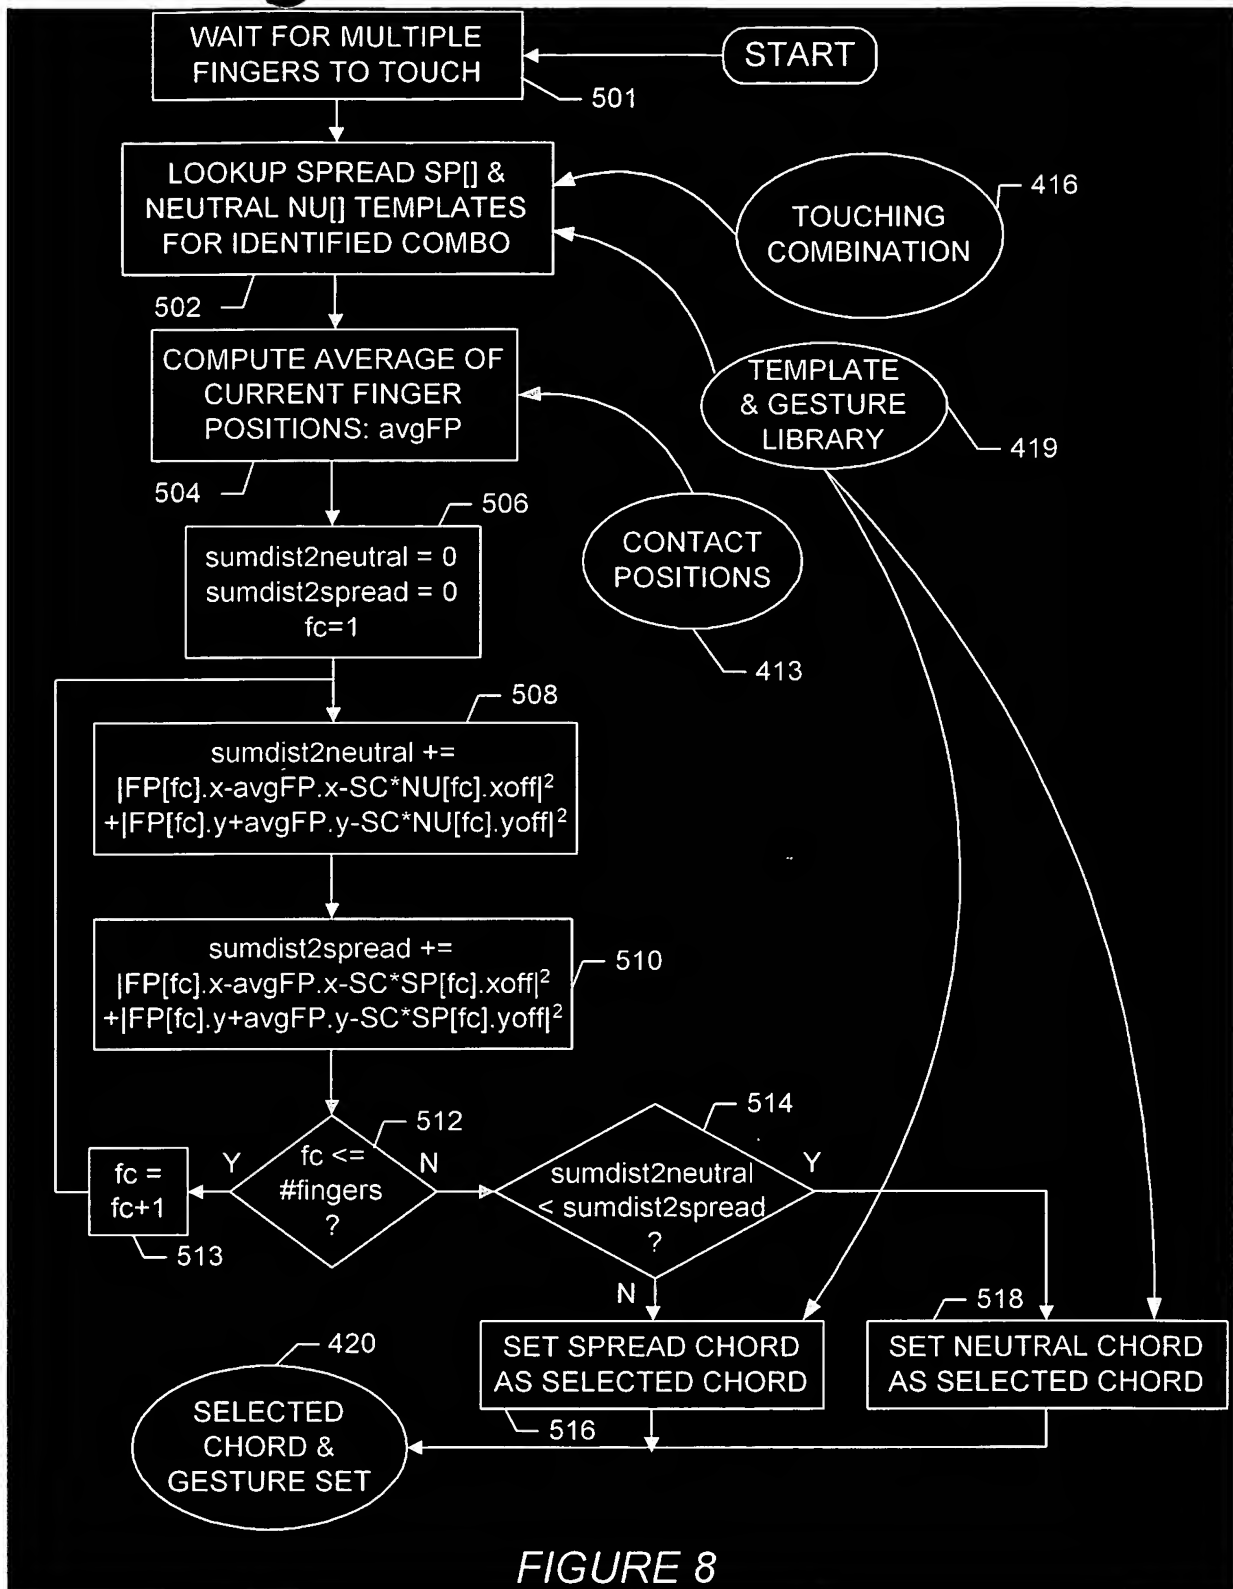 WAIT FOR MULTIPLE
FINGERS TO TOUCH
START
501
LOOKUP SPREAD SP[] &
NEUTRAL NU[] TEMPLATES
FOR IDENTIFIED COMBO
416
TOUCHING
COMBINATION
502
COMPUTE AVERAGE OF
CURRENT FINGER
POSITIONS: avgFP
TEMPLATE
& GESTURE
LIBRARY
419
504
506
sumdist2neutral = 0
sumdist2spread = 0
fc=1
CONTACT
POSITIONS
413
508
sumdist2neutral +=
|FP[fc].x-avgFP.x-SC*NU[fc].xoff|²
+|FP[fc].y+avgFP.y-SC*NU[fc].yoff|²
sumdist2spread +=
|FP[fc].x-avgFP.x-SC*SP[fc].xoff|²
+|FP[fc].y+avgFP.y-SC*SP[fc].yoff|²
510
512
fc <=
#fingers
?
Y
N
fc =
fc+1
513
514
sumdist2neutral
< sumdist2spread
?
Y
N
518
SET SPREAD CHORD
AS SELECTED CHORD
516
SET NEUTRAL CHORD
AS SELECTED CHORD
420
SELECTED
CHORD &
GESTURE SET
FIGURE 8